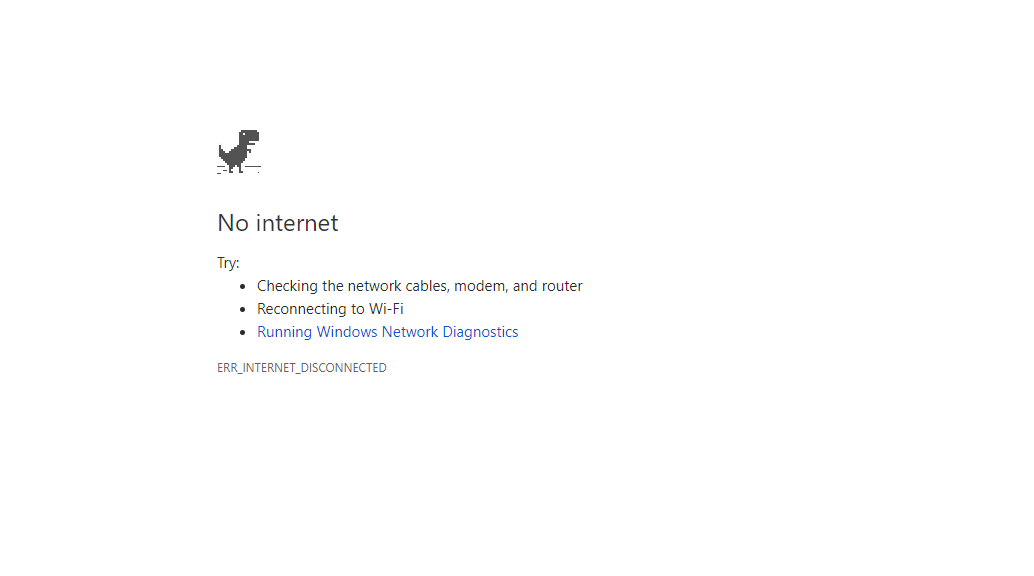 No internet
Try:
Checking the network cables, modem, and router
Reconnecting to Wi-Fi
Running Windows Network Diagnostics
ERR_INTERNET_DISCONNECTED